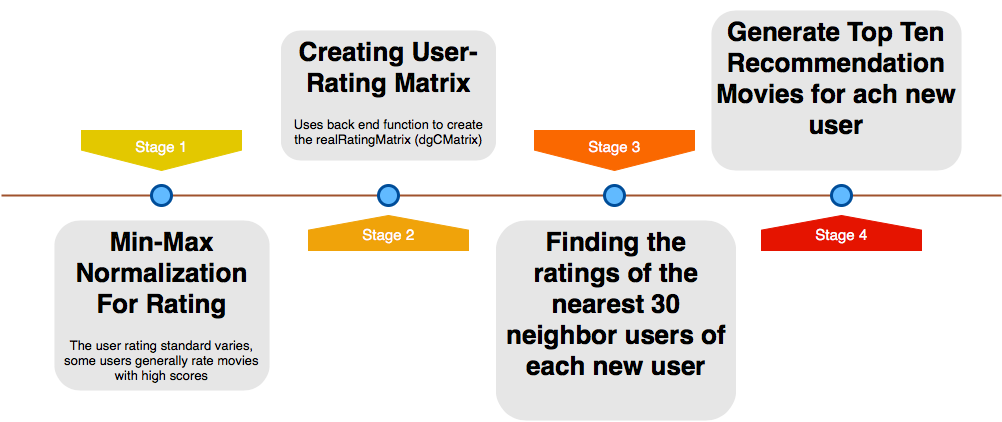 Stage 1
Min-Max
Normalization
For Rating
The user rating standard varies,
some users generally rate movies
with high scores
Creating User-
Rating Matrix
Uses back end function to create
the realRatingMatrix (dgCMatrix)
Stage 2
Stage 3
Finding the
ratings of the
nearest 30
neighbor users of
each new user
Generate Top Ten
Recommendation
Movies for ach new
user
Stage 4